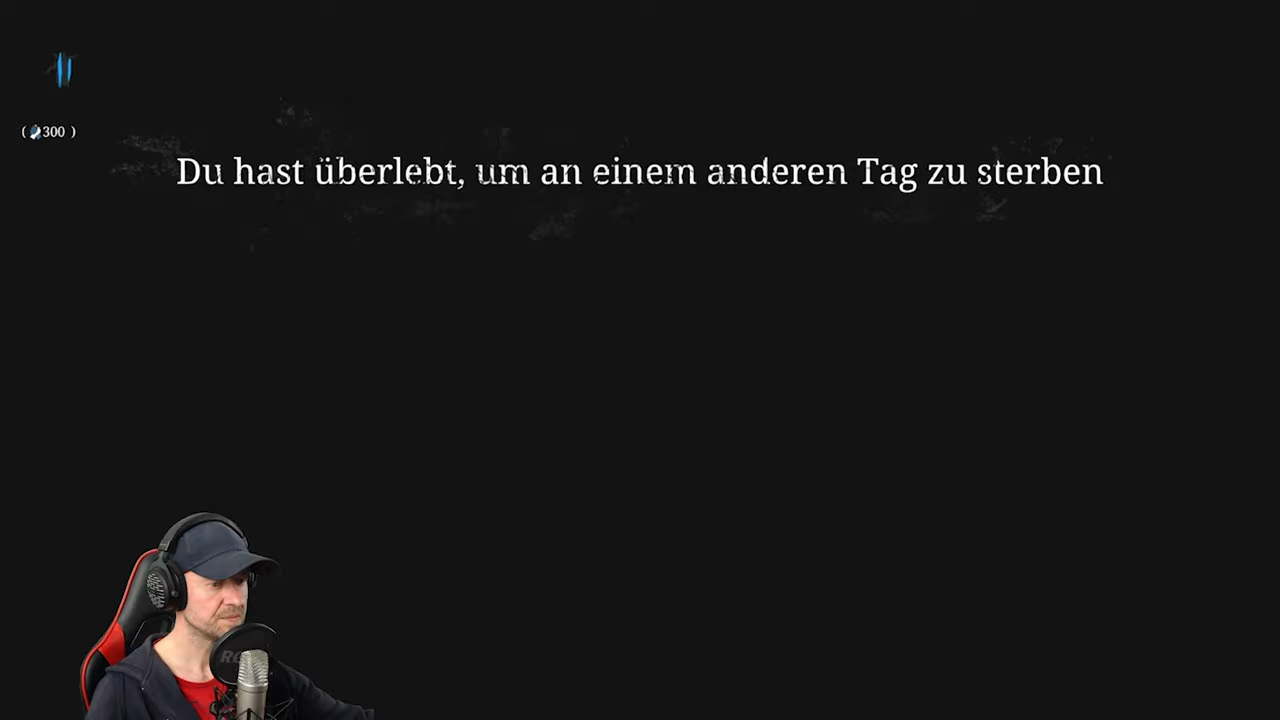 ( 300 )
Du hast überlebt, um an einem anderen Tag zu sterben